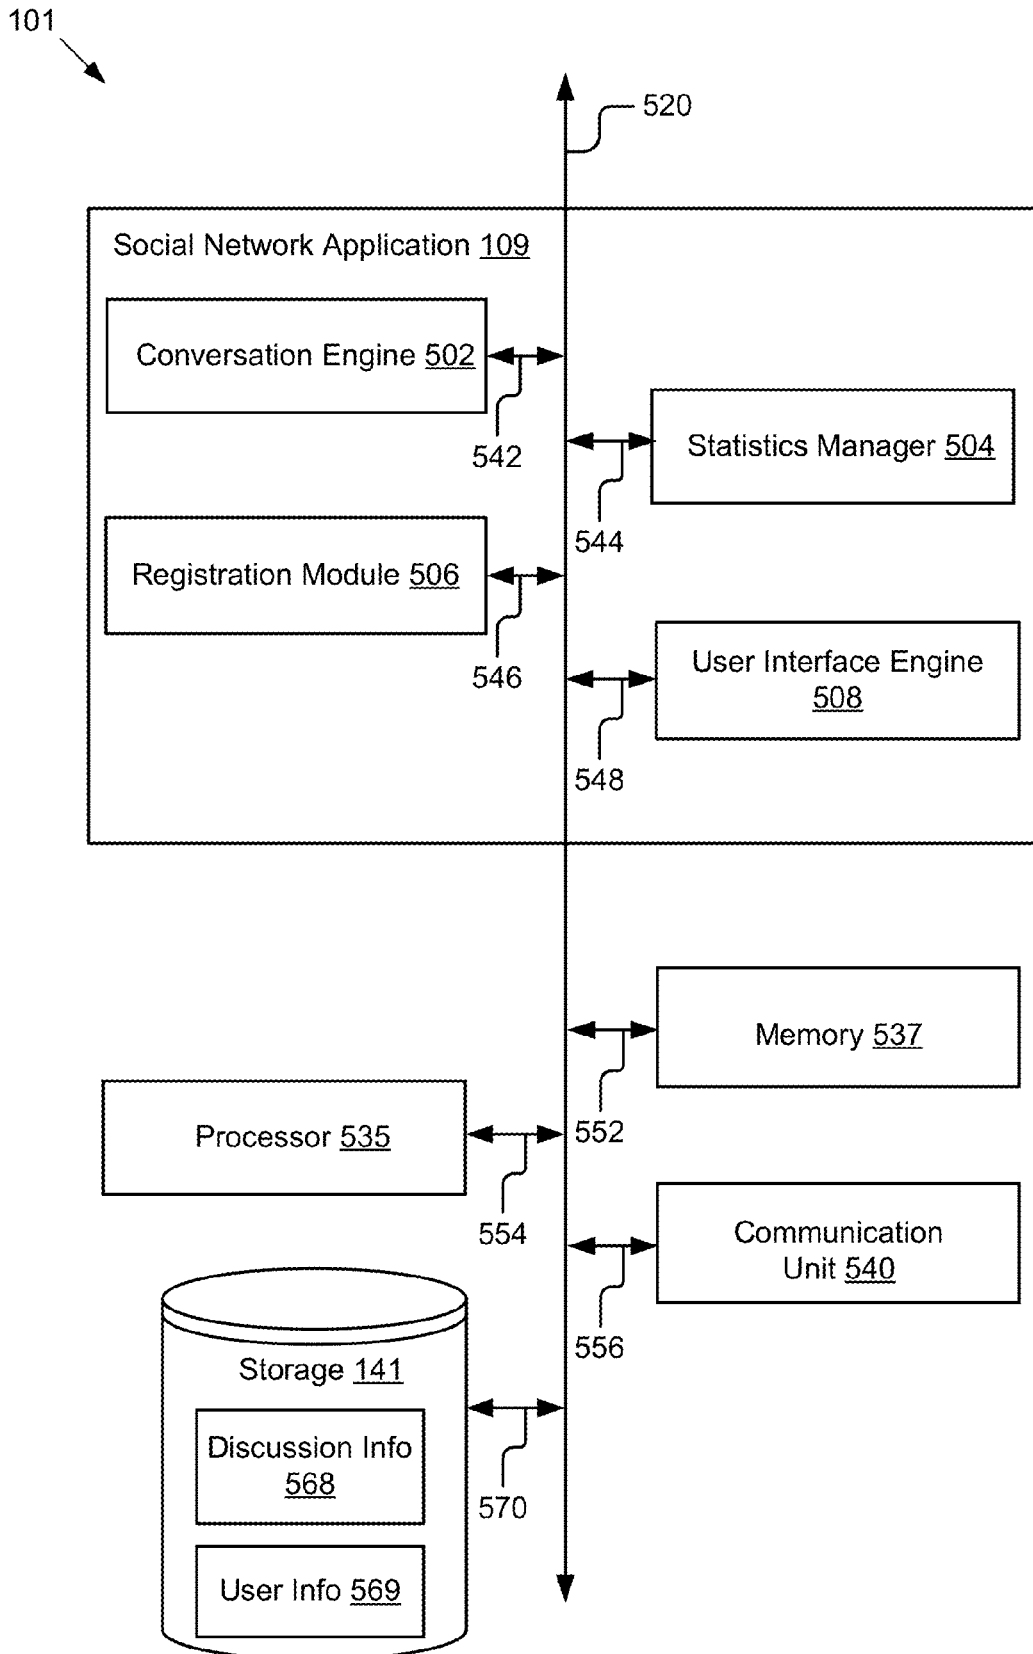 101
520
Social Network Application 109
Conversation Engine 502
542
Statistics Manager 504
544
Registration Module 506
546
User Interface Engine
508
548
Memory 537
552
Processor 535
554
Communication
Unit 540
556
Storage 141
Discussion Info
568
570
User Info 569